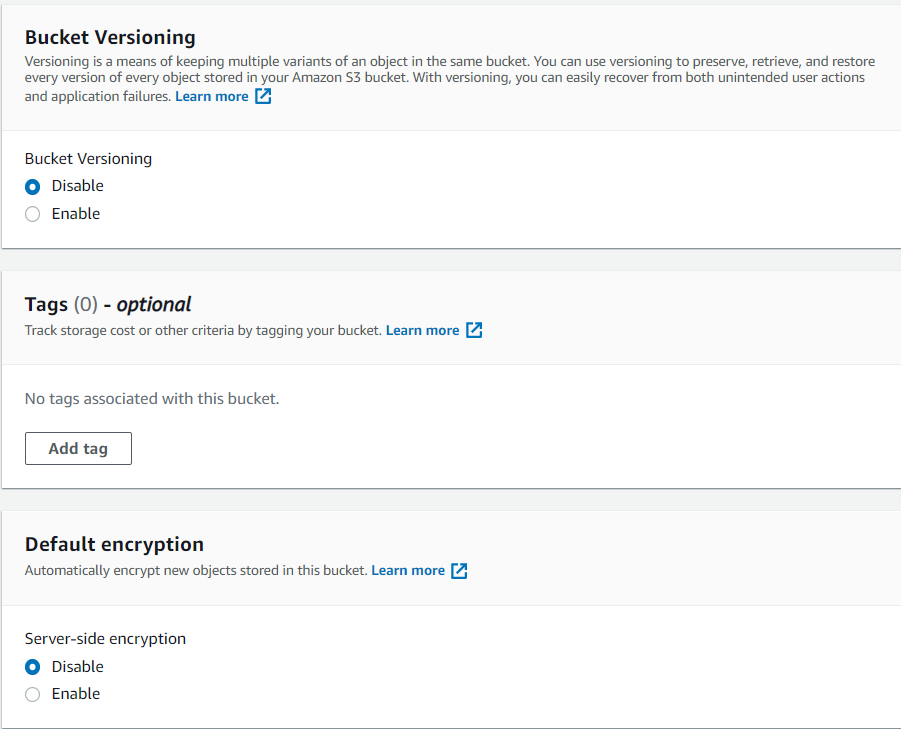 Bucket Versioning
Versioning is a means of keeping multiple variants of an object in the same bucket. You can use versioning to preserve, retrieve, and restore
every version of every object stored in your Amazon S3 bucket. With versioning, you can easily recover from both unintended user actions
and application failures. Learn more
Bucket Versioning
Disable
Enable
Tags (0) - optional
Track storage cost or other criteria by tagging your bucket. Learn more
No tags associated with this bucket.
Add tag
Default encryption
Automatically encrypt new objects stored in this bucket. Learn more
Server-side encryption
Disable
Enable